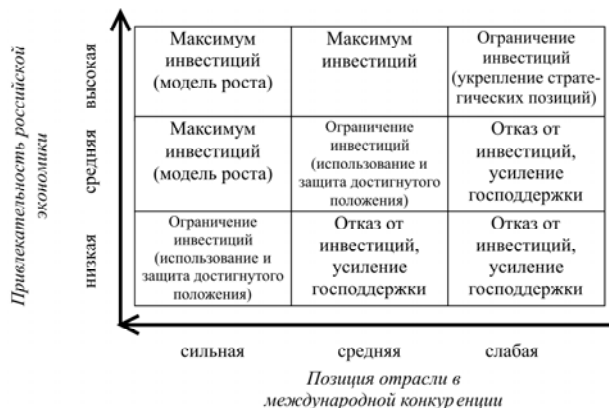 Привлекательность российской
экономики
высокая
Максимум
инвестиций
(модель роста)
Максимум
инвестиций
Ограничение
инвестиций
(укрепление страте-
гических позиций)
средняя
Максимум
инвестиций
(модель роста)
Ограничение
инвестиций
(использование и
защита достигнутого
положения)
Отказ от
инвестиций,
усиление
господдержки
низкая
Ограничение
инвестиций
(использование и
защита достигнутого
положения)
Отказ от
инвестиций,
усиление
господдержки
Отказ от
инвестиций,
усиление
господдержки
сильная
средняя
слабая
Позиция отрасли в
международной конкуренции